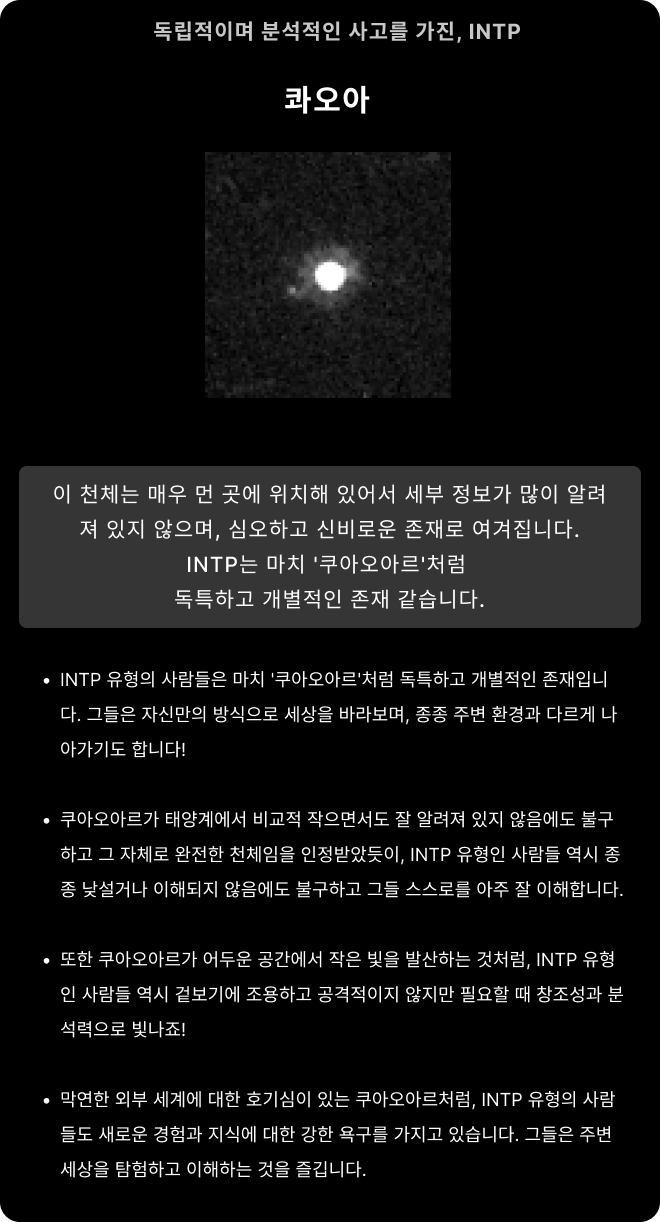 독립적이며 분석적인 사고를 가진, INTP
콰오아
이 천체는 매우 먼 곳에 위치해 있어서 세부 정보가 많이 알려
져 있지 않으며, 심오하고 신비로운 존재로 여겨집니다.
INTP는 마치 '쿠아오아르'처럼
독특하고 개별적인 존재 같습니다.
• INTP 유형의 사람들은 마치 '쿠아오아르'처럼 독특하고 개별적인 존재입니
다. 그들은 자신만의 방식으로 세상을 바라보며, 종종 주변 환경과 다르게 나
아가기도 합니다!
• 쿠아오아르가 태양계에서 비교적 작으면서도 잘 알려져 있지 않음에도 불구
하고 그 자체로 완전한 천체임을 인정받았듯이, INTP 유형인 사람들 역시 종
종 낯설거나 이해되지 않음에도 불구하고 그들 스스로를 아주 잘 이해합니다.
• 또한 쿠아오아르가 어두운 공간에서 작은 빛을 발산하는 것처럼, INTP 유형
인 사람들 역시 겉보기에 조용하고 공격적이지 않지만 필요할 때 창조성과 분
석력으로 빛나죠!
• 막연한 외부 세계에 대한 호기심이 있는 쿠아오아르처럼, INTP 유형의 사람
들도 새로운 경험과 지식에 대한 강한 욕구를 가지고 있습니다. 그들은 주변
세상을 탐험하고 이해하는 것을 즐깁니다.